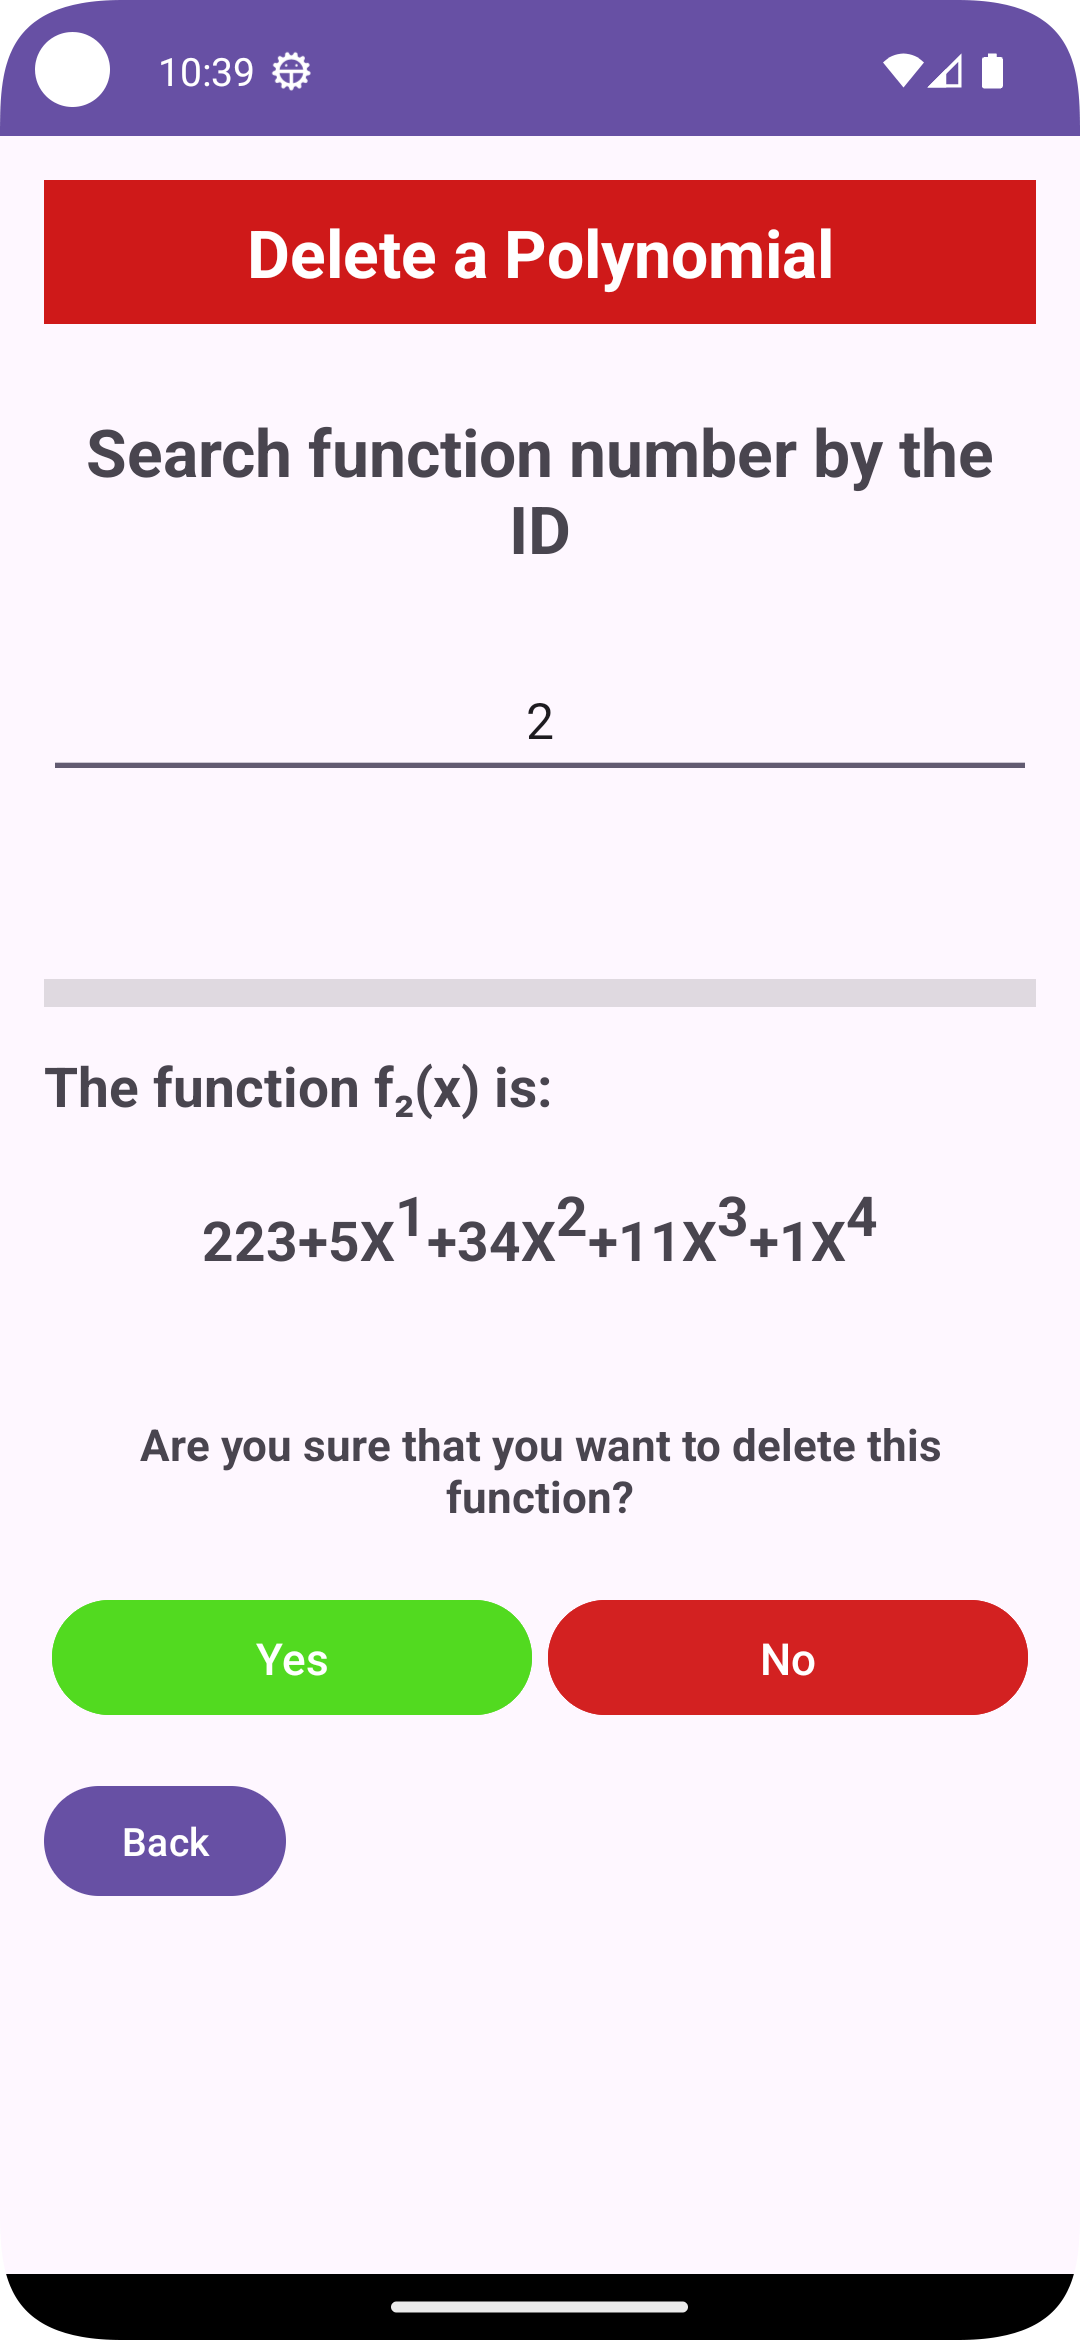 10:39
Delete a Polynomial
Search function number by the
ID
2
The function f₂(x) is:
223+5X¹+34X²+11X³+1X⁴
Are you sure that you want to delete this
function?
Yes No
Back